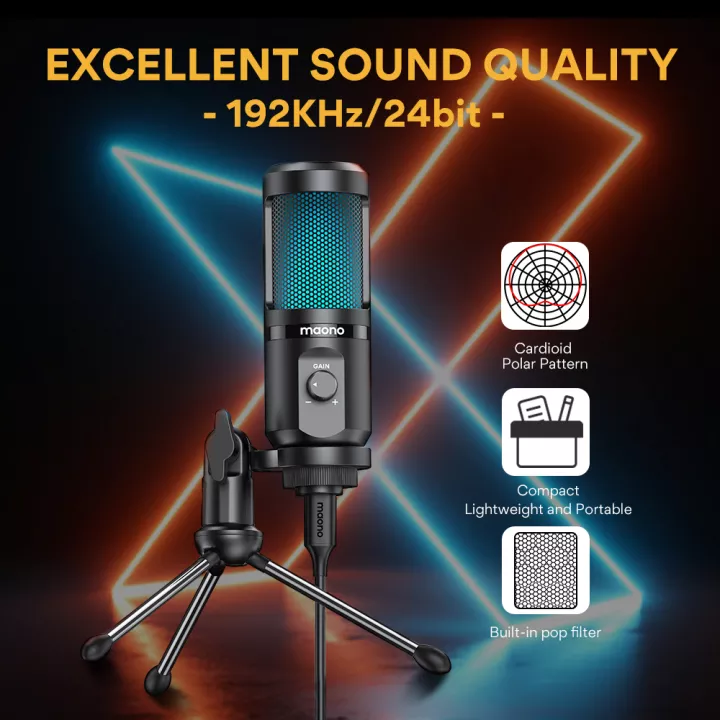 EXCELLENT SOUND QUALITY
- 192KHz/24bit -
maono
GAIN
- +
maono
Cardioid
Polar Pattern
Compact
Lightweight and Portable
Built-in pop filter